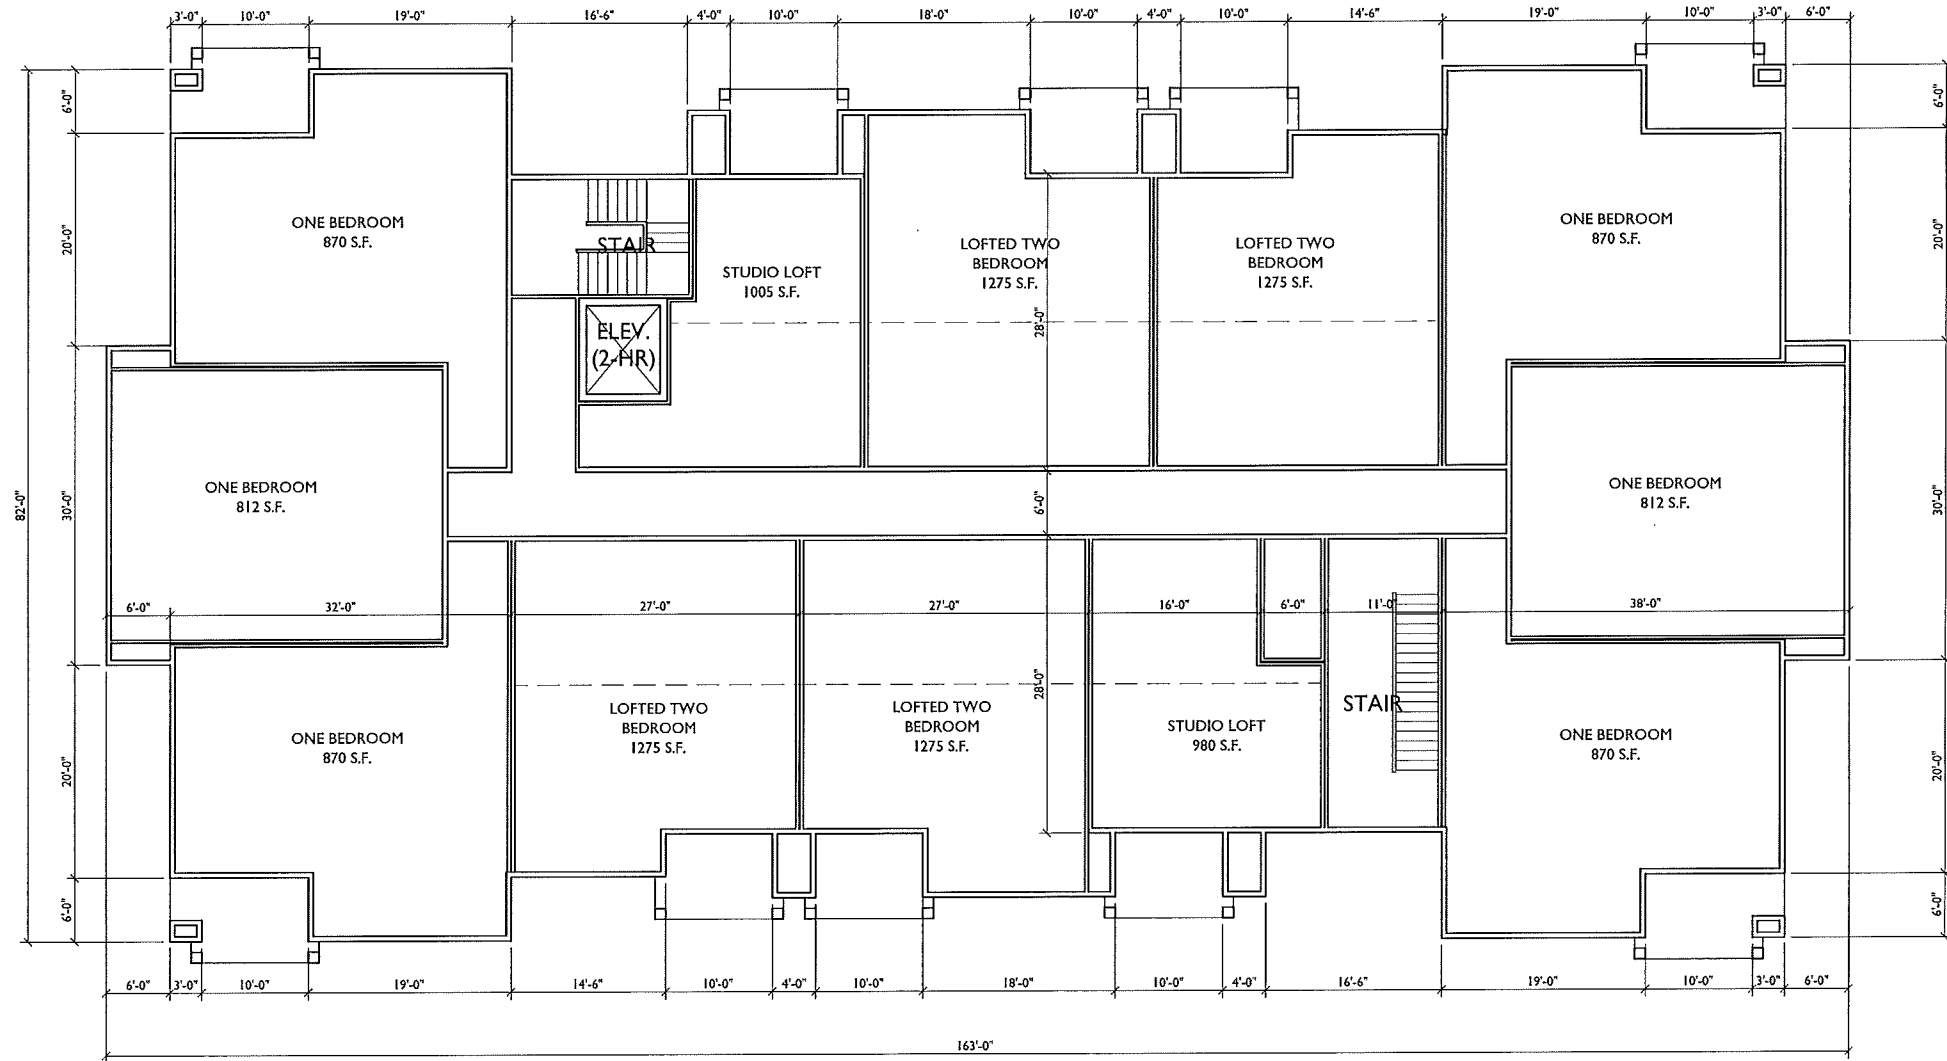 3'-0" 10'-0" 19'-0" 16'-6" 4'-0" 10'-0" 18'-0" 10'-0" 4'-0" 10'-0" 14'-6" 19'-0" 10'-0" 3'-0" 6'-0"
6'-0"
6'-0"
20'-0"
20'-0"
ONE BEDROOM
870 S.F.
STAIR
STUDIO LOFT
1005 S.F.
LOFTED TWO
BEDROOM
1275 S.F.
LOFTED TWO
BEDROOM
1275 S.F.
ONE BEDROOM
870 S.F.
ELEV.
(2-HR)
28'-0"
82'-0"
30'-0"
ONE BEDROOM
812 S.F.
6'-0"
ONE BEDROOM
812 S.F.
30'-0"
6'-0" 32'-0" 27'-0" 27'-0" 16'-0" 6'-0" 11'-0" 38'-0"
28'-0"
20'-0"
ONE BEDROOM
870 S.F.
LOFTED TWO
BEDROOM
1275 S.F.
LOFTED TWO
BEDROOM
1275 S.F.
STUDIO LOFT
980 S.F.
STAIR
ONE BEDROOM
870 S.F.
20'-0"
6'-0"
6'-0"
6'-0" 3'-0" 10'-0" 19'-0" 14'-6" 10'-0" 4'-0" 10'-0" 18'-0" 10'-0" 4'-0" 16'-6" 19'-0" 10'-0" 3'-0" 6'-0"
163'-0"